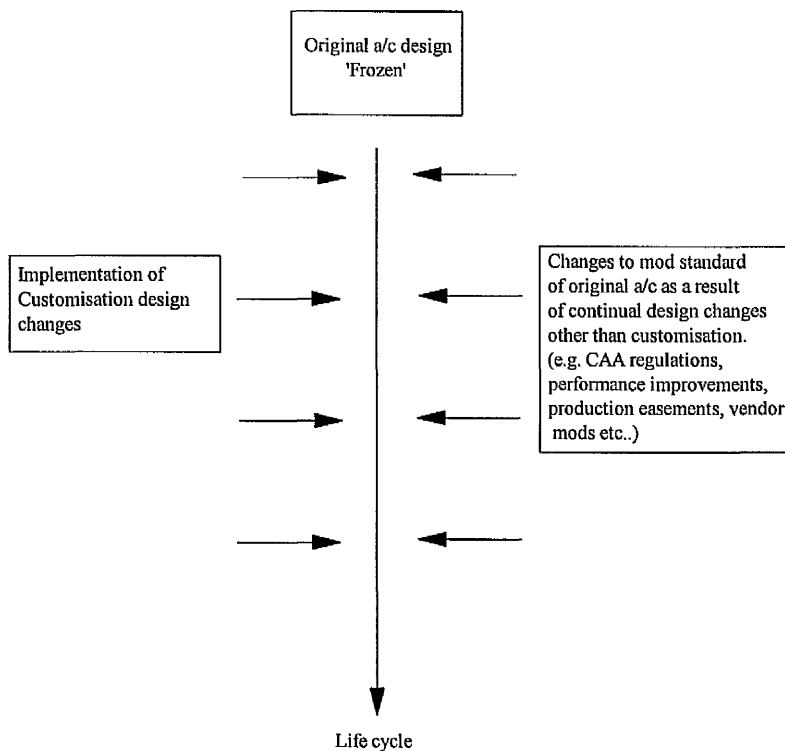 Original a/c design
'Frozen'
Implementation of
Customisation design
changes
Changes to mod standard
of original a/c as a result
of continual design changes
other than customisation.
(e.g. CAA regulations,
performance improvements,
production easements, vendor
mods etc..)
Life cycle